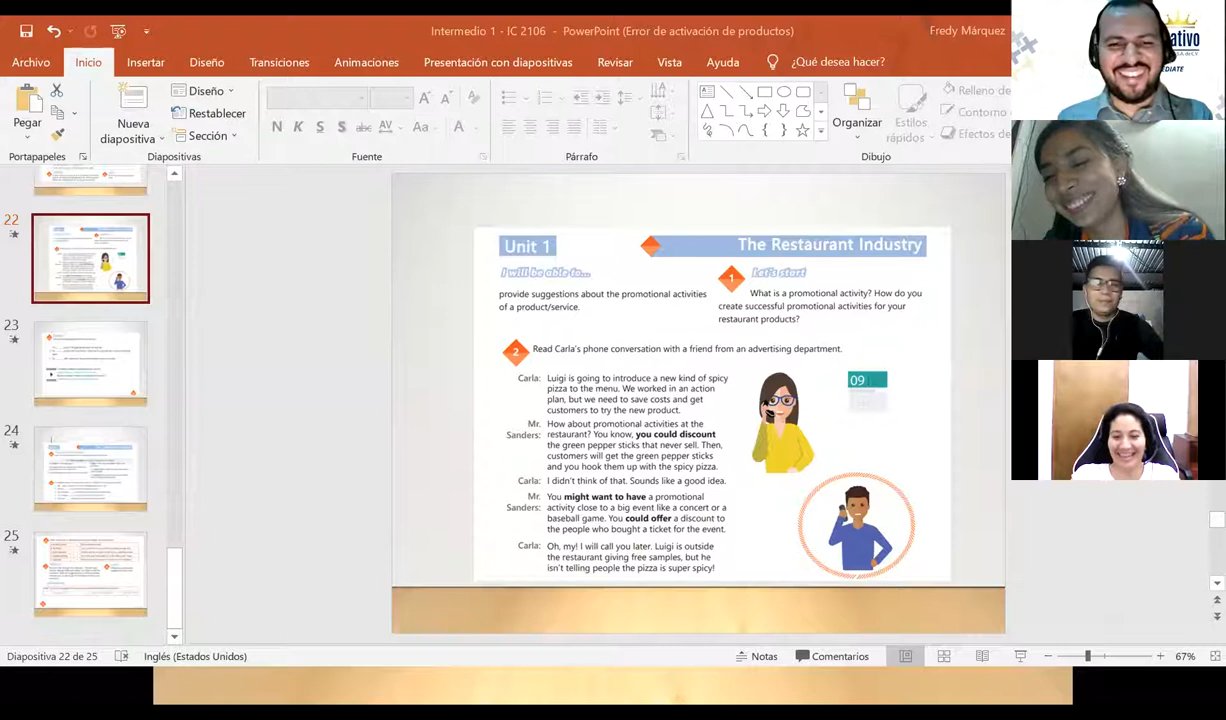 Intermedio 1 - IC 2106 - PowerPoint (Error de activación de productos)
Fredy Márquez
Archivo Inicio Insertar Diseño Transiciones Animaciones Presentación con diapositivas Revisar Vista Ayuda ¿Qué desea hacer?
Pegar
Nueva
diapositiva
Diseño
Restablecer
Sección
N K S S abc AV Aa A
Organizar
Estilos
rápidos
Relleno de
Contorno
Efectos de
Portapapeles Diapositivas Fuente Párrafo Dibujo
22
23
24
25
Unit 1
The Restaurant Industry
I will be able to...
provide suggestions about the promotional activities
of a product/service.
1 Let's start
What is a promotional activity? How do you
create successful promotional activities for your
restaurant products?
2 Read Carla's phone conversation with a friend from an advertising department.
Carla: Luigi is going to introduce a new kind of spicy
pizza to the menu. We worked in an action
plan, but we need to save costs and get
customers to try the new product.
Mr. How about promotional activities at the
Sanders: restaurant? You know, you could discount
the green pepper sticks that never sell. Then,
customers will get the green pepper sticks
and you hook them up with the spicy pizza.
Carla: I didn't think of that. Sounds like a good idea.
Mr. You might want to have a promotional
Sanders: activity close to a big event like a concert or a
baseball game. You could offer a discount to
the people who bought a ticket for the event.
Carla: Oh, my! I will call you later. Luigi is outside
the restaurant giving free samples, but he
isn't telling people the pizza is super spicy!
09
ativo
EDIATE
Diapositiva 22 de 25 Inglés (Estados Unidos) Notas Comentarios 67%